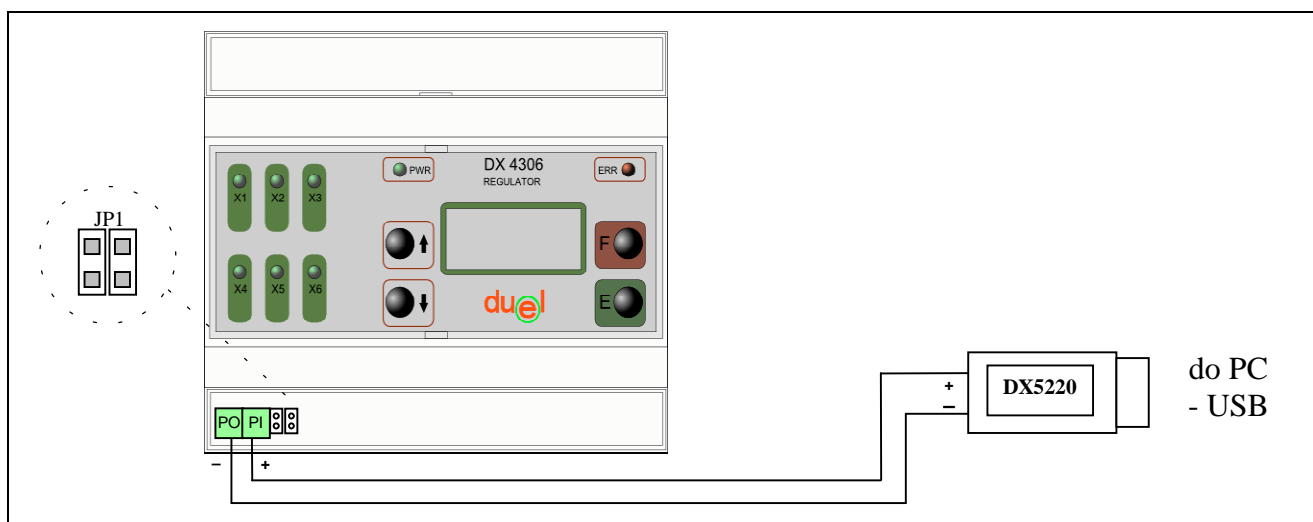 DX 4306
REGULATOR
PWR
ERR
X1 X2 X3
X4 X5 X6
F
E
duel
JP1
PO PI
– +
+
–
DX5220
do PC
- USB